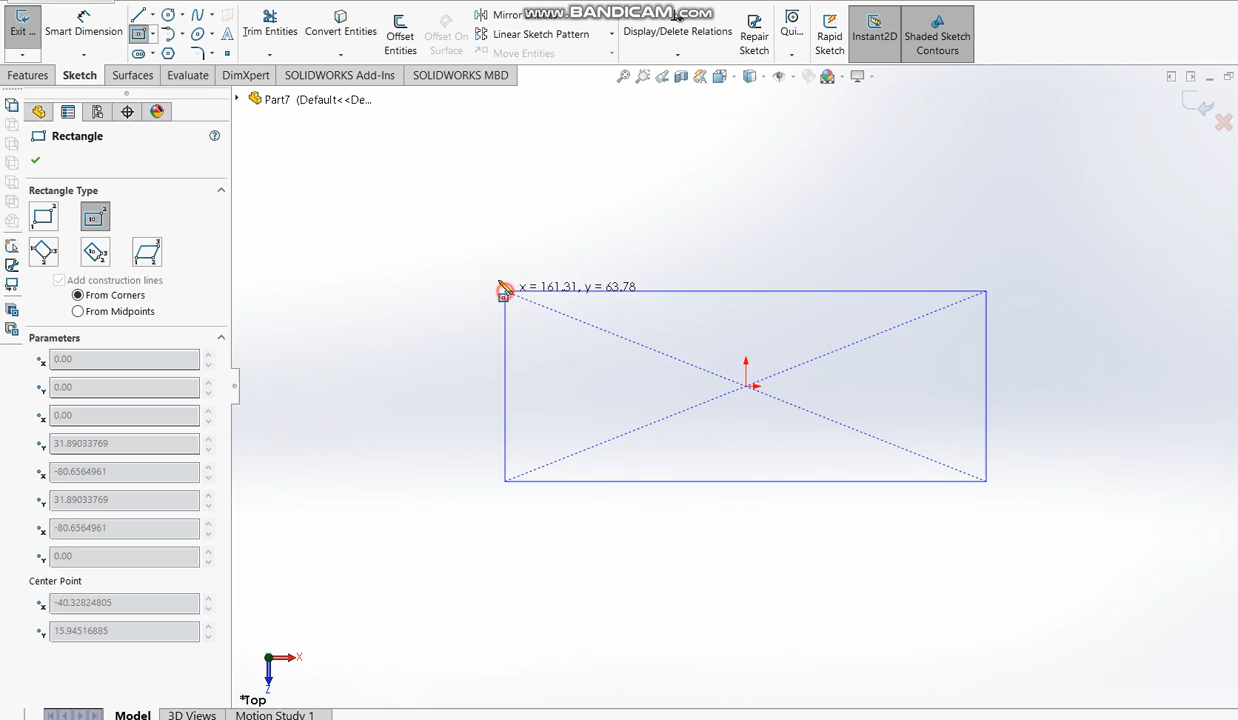 www.BANDICAM.com
Exit ...
Smart Dimension
Trim Entities
Convert Entities
Offset Entities
Offset On Surface
Mirror
Linear Sketch Pattern
Move Entities
Display/Delete Relations
Repair Sketch
Qui...
Rapid Sketch
Instant2D
Shaded Sketch Contours
Features
Sketch
Surfaces
Evaluate
DimXpert
SOLIDWORKS Add-Ins
SOLIDWORKS MBD
Part7 (Default<<De...
Rectangle
Rectangle Type
Add construction lines
From Corners
From Midpoints
Parameters
0.00
0.00
0.00
31.89033769
-80.6564961
31.89033769
-80.6564961
0.00
Center Point
-40.32824805
15.94516885
x = 161.31, y = 63.78
X
Z
*Top
Model
3D Views
Motion Study 1